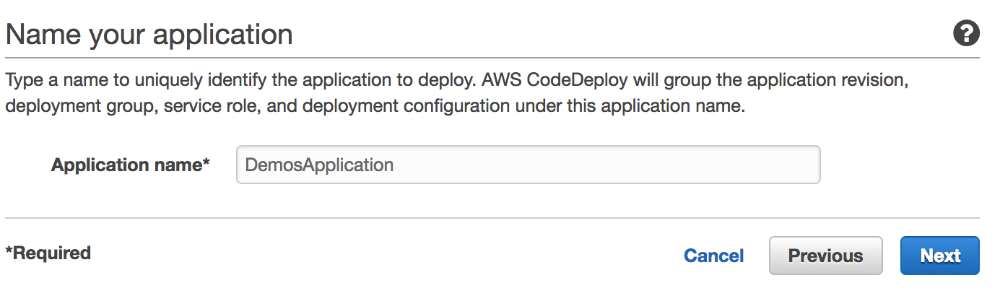 Name your application
?
Type a name to uniquely identify the application to deploy. AWS CodeDeploy will group the application revision,
deployment group, service role, and deployment configuration under this application name.
Application name* DemosApplication
*Required Cancel Previous Next